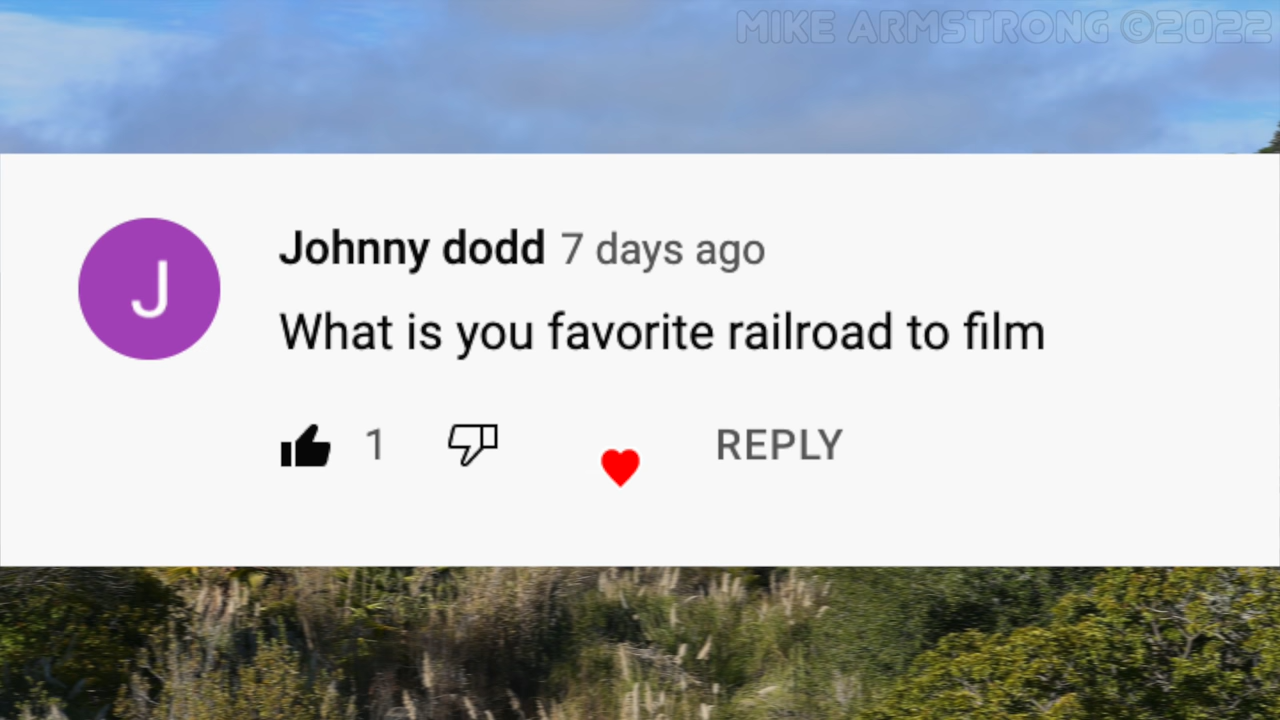 MIKE ARMSTRONG ©2022
J
Johnny dodd 7 days ago
What is you favorite railroad to film
1
REPLY